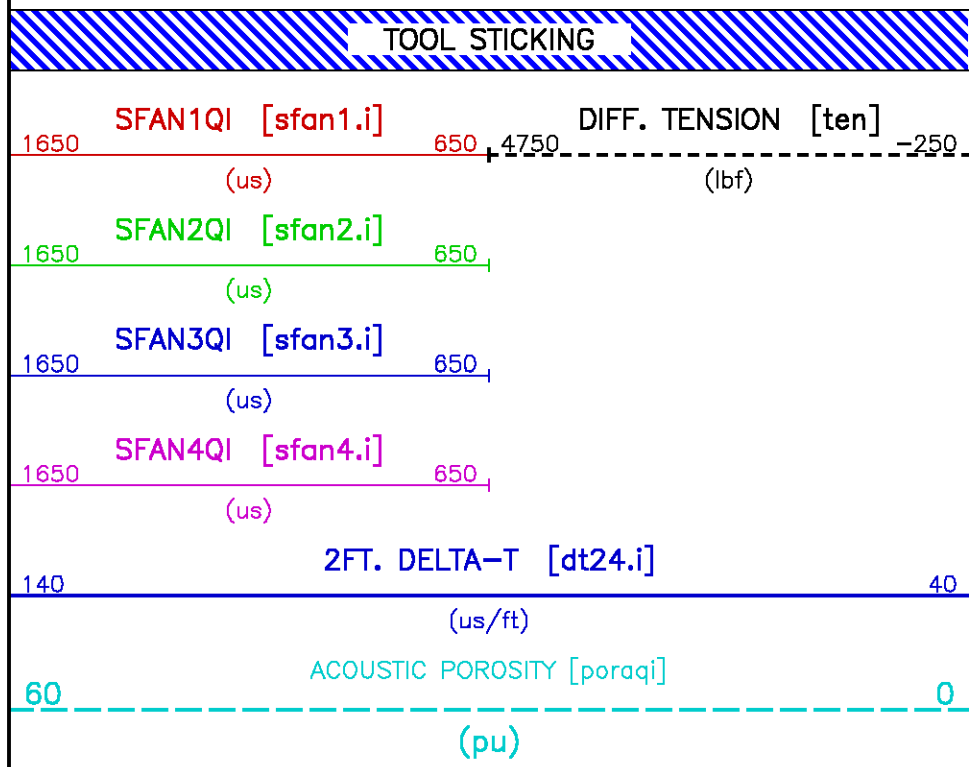 TOOL STICKING
SFAN1QI [sfan1.i] DIFF. TENSION [ten]
1650 650 4750 -250
(us) (lbf)
SFAN2QI [sfan2.i]
1650 650
(us)
SFAN3QI [sfan3.i]
1650 650
(us)
SFAN4QI [sfan4.i]
1650 650
(us)
2FT. DELTA-T [dt24.i]
140 40
(us/ft)
ACOUSTIC POROSITY [poraqi]
60 0
(pu)